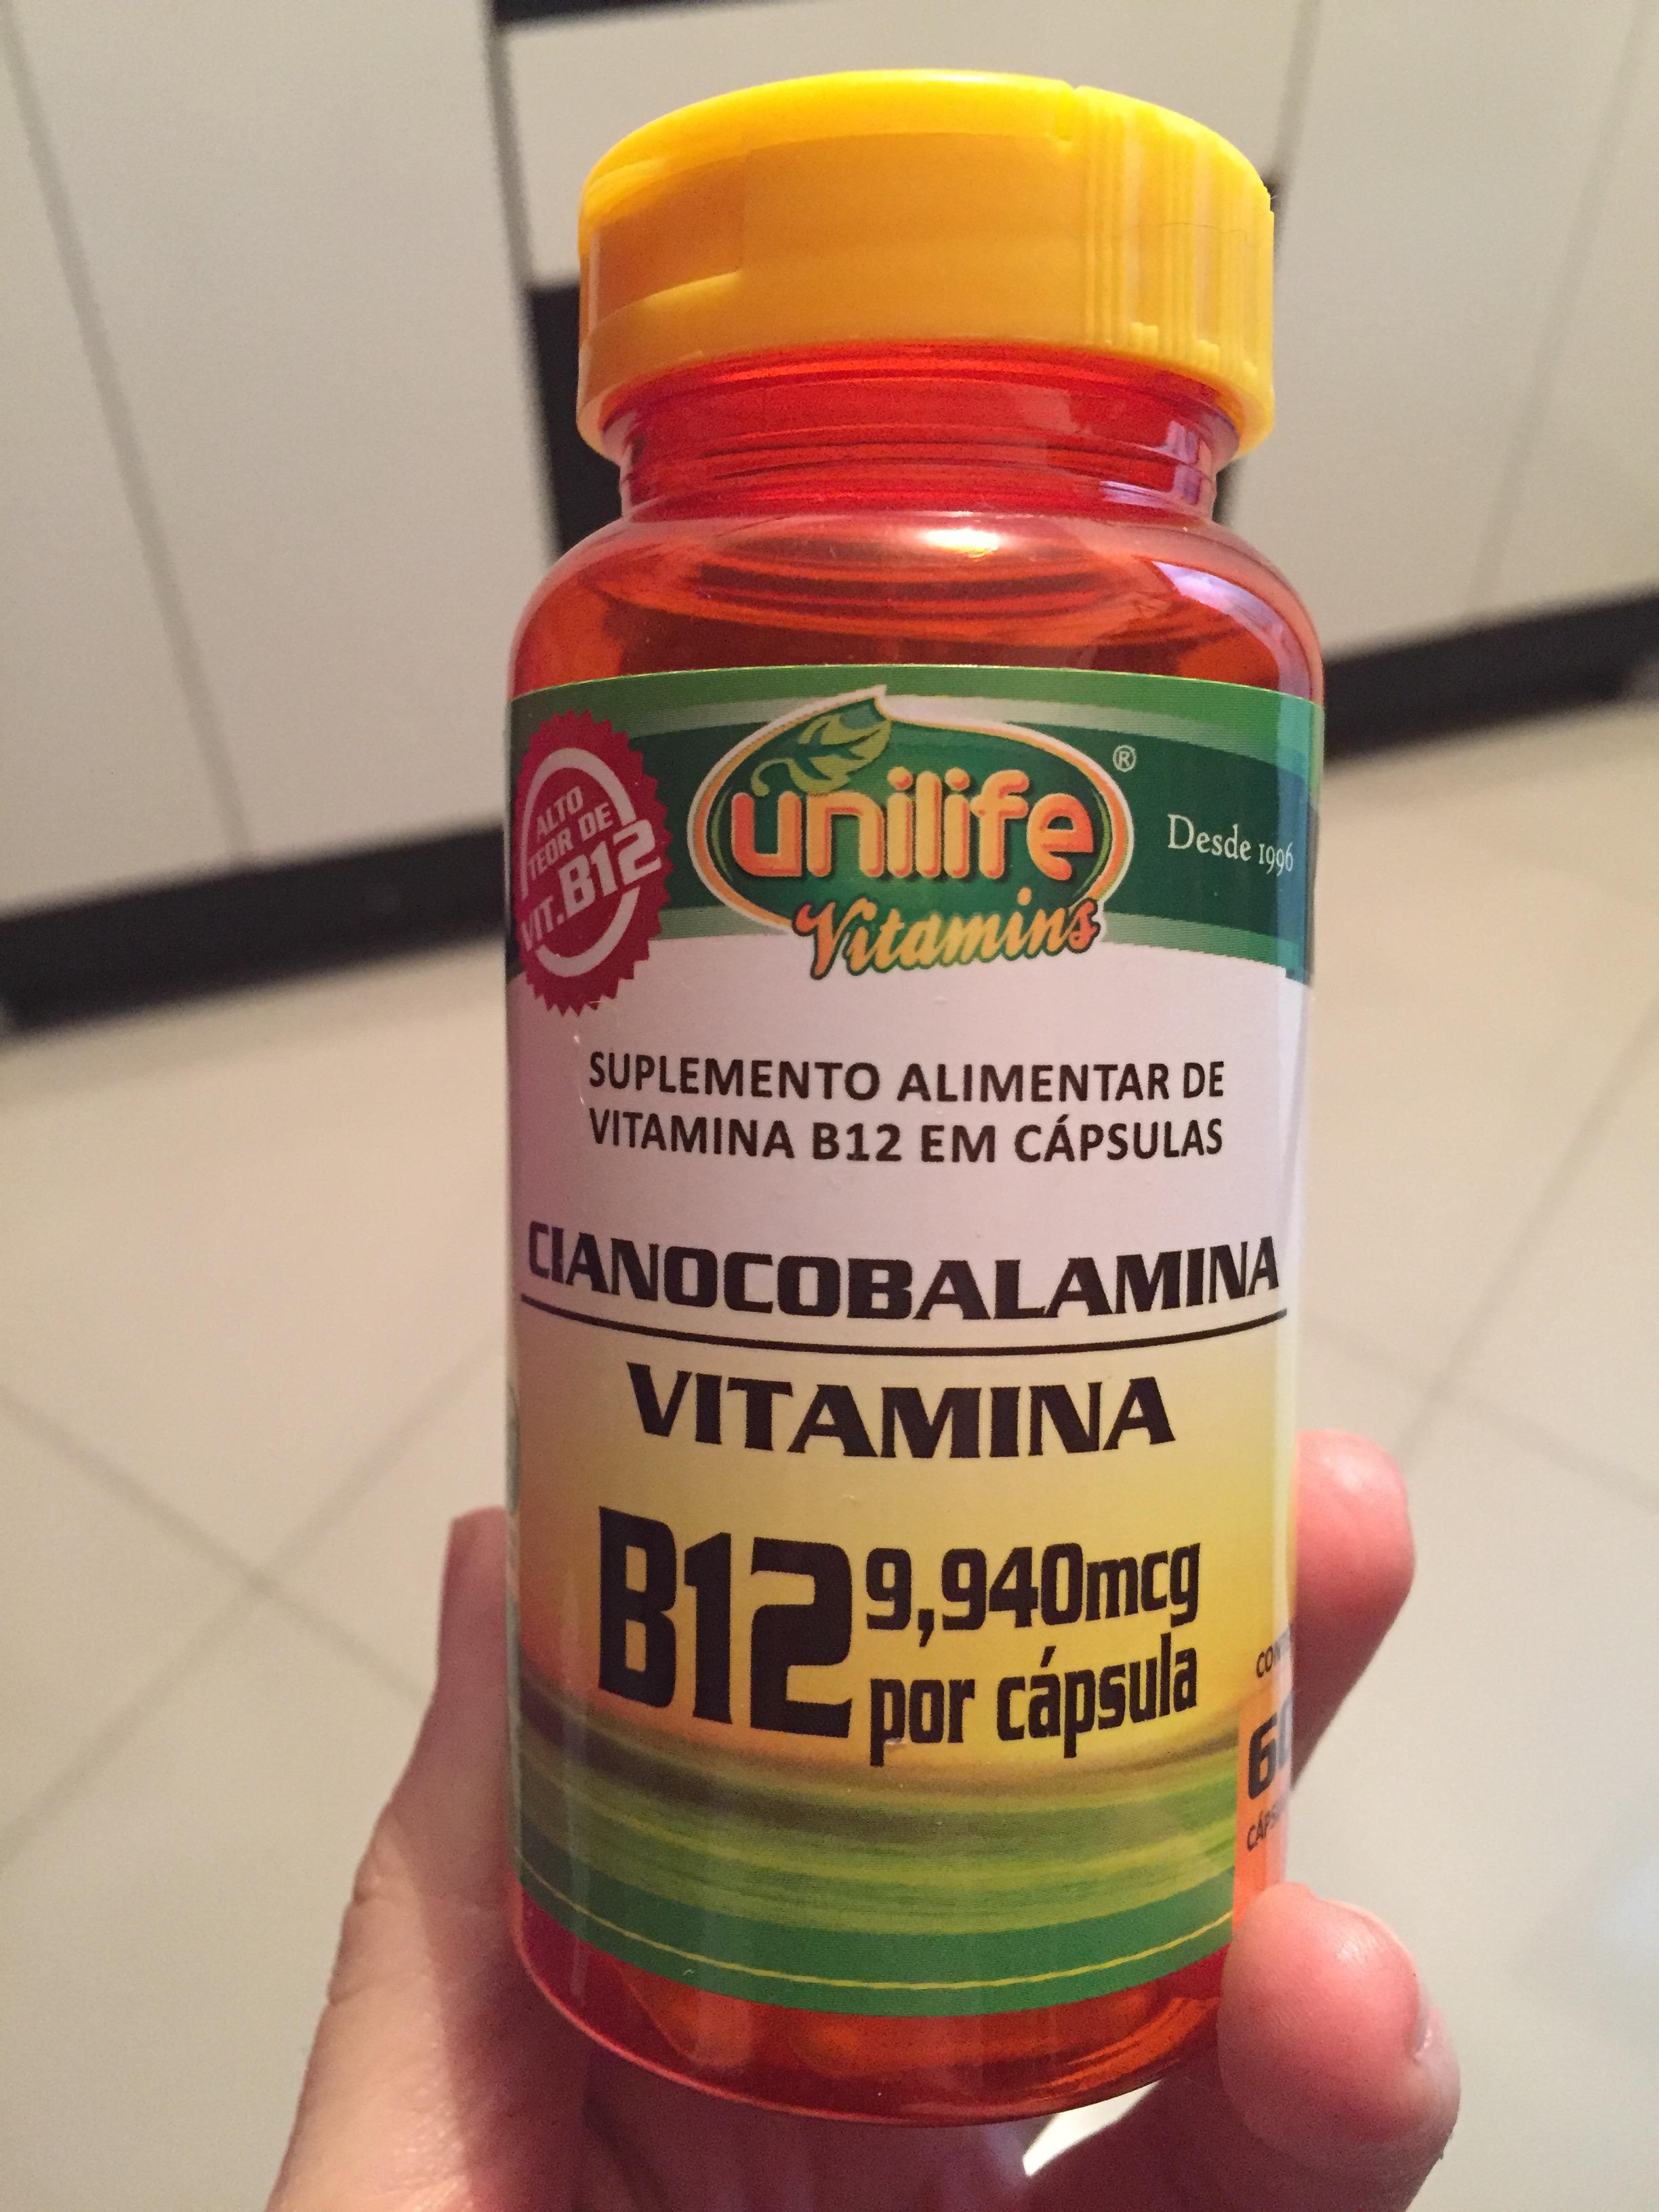 ALTO
TEOR DE
VIT.B12
unilife®
Vitamins
Desde 1996
SUPLEMENTO ALIMENTAR DE
VITAMINA B12 EM CÁPSULAS
CIANOCOBALAMINA
VITAMINA
B12 9,940mcg
por cápsula